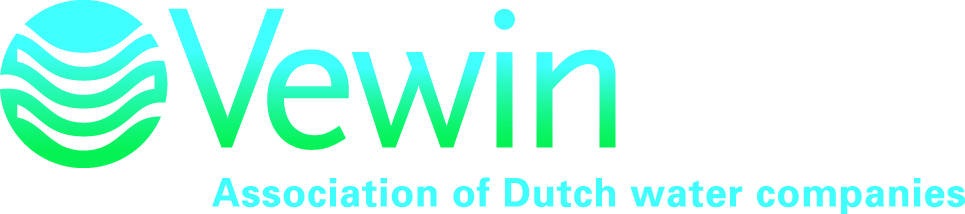 Vewin
Association of Dutch water companies